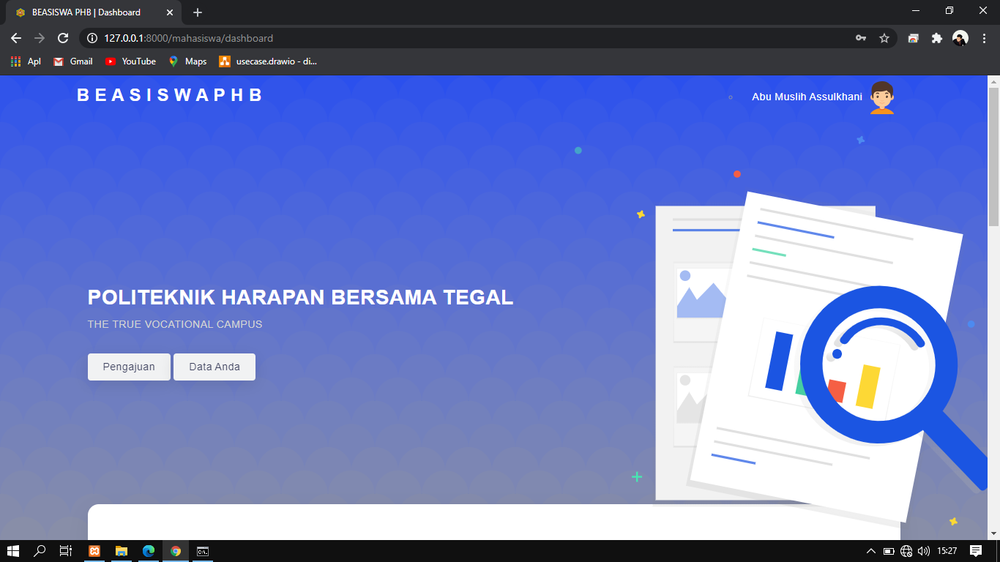 BEASISWA PHB | Dashboard
127.0.0.1:8000/mahasiswa/dashboard
Apl
Gmail
YouTube
Maps
usecase.drawio - di...
BEASISWAPHB
Abu Muslih Assulkhani
POLITEKNIK HARAPAN BERSAMA TEGAL
THE TRUE VOCATIONAL CAMPUS
Pengajuan
Data Anda
15:27